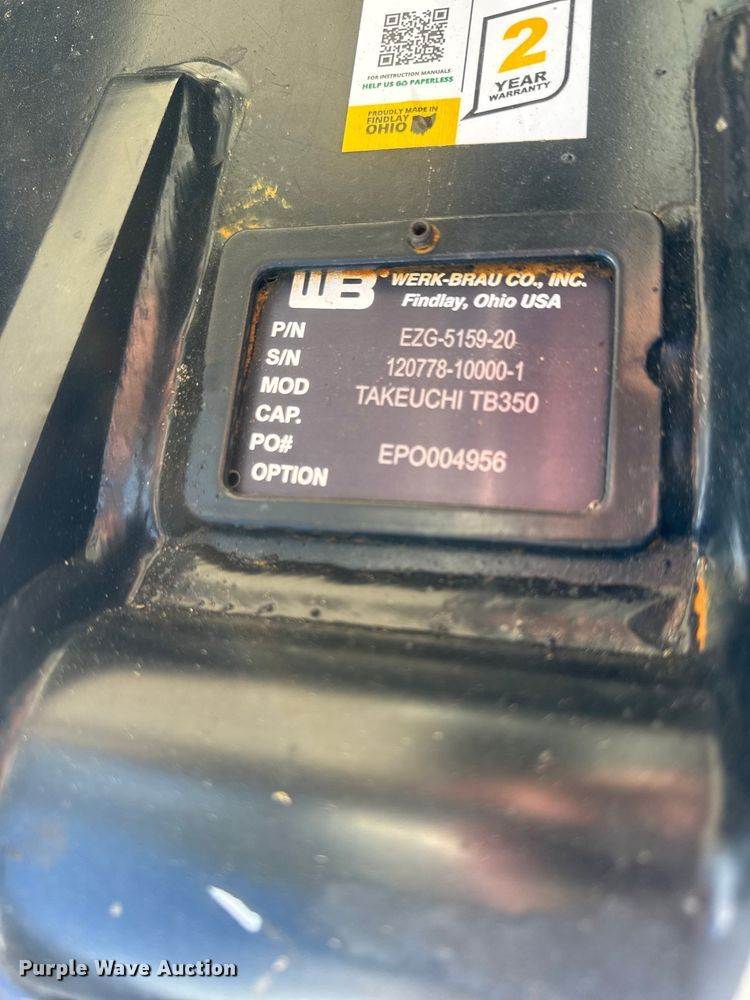 FOR INSTRUCTION MANUALS
HELP US GO PAPERLESS
PROUDLY MADE IN
FINDLAY
OHIO
2
YEAR
WARRANTY
WB WERK-BRAU CO., INC.
Findlay, Ohio USA
P/N EZG-5159-20
S/N 120778-10000-1
MOD TAKEUCHI TB350
CAP.
PO# EPO004956
OPTION
Purple Wave Auction